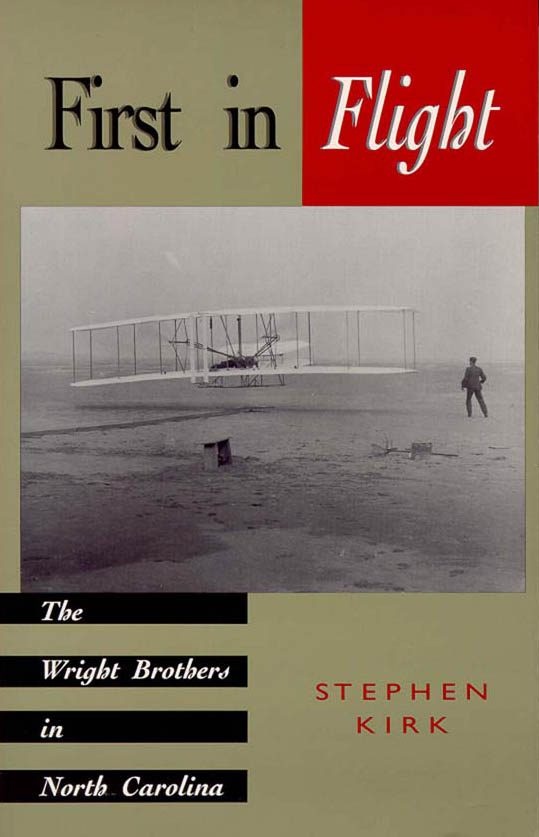 First in Flight
The
Wright Brothers
in
North Carolina
STEPHEN
KIRK